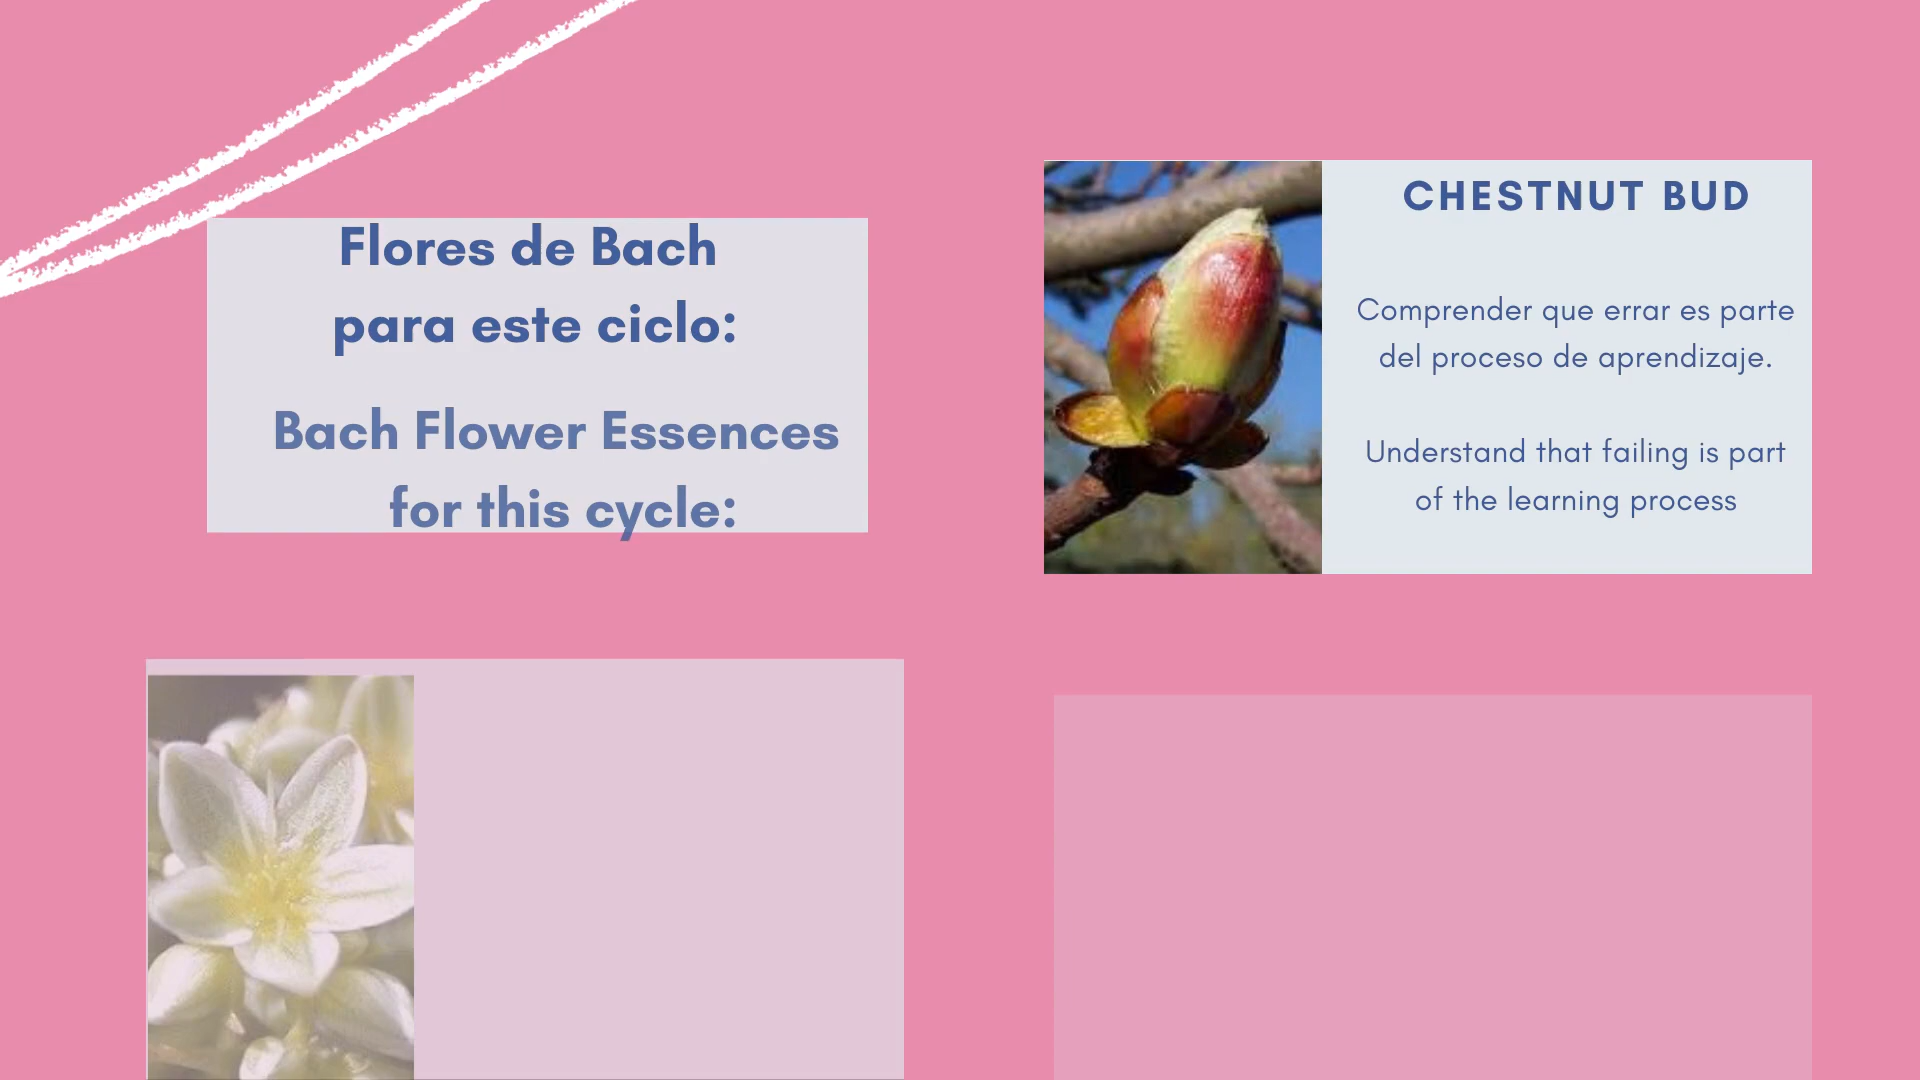 Flores de Bach
para este ciclo:
Bach Flower Essences
for this cycle:
CHESTNUT BUD
Comprender que errar es parte
del proceso de aprendizaje.
Understand that failing is part
of the learning process